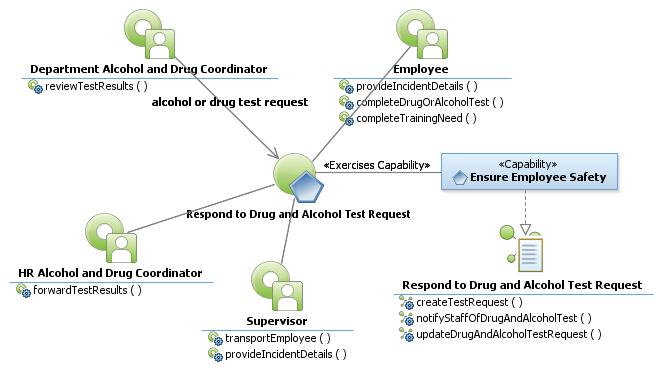 Department Alcohol and Drug Coordinator
reviewTestResults ( )
Employee
provideIncidentDetails ( )
completeDrugOrAlcoholTest ( )
completeTrainingNeed ( )
alcohol or drug test request
«Exercises Capability»
«Capability»
Ensure Employee Safety
Respond to Drug and Alcohol Test Request
HR Alcohol and Drug Coordinator
forwardTestResults ( )
Supervisor
transportEmployee ( )
provideIncidentDetails ( )
Respond to Drug and Alcohol Test Request
createTestRequest ( )
notifyStaffOfDrugAndAlcoholTest ( )
updateDrugAndAlcoholTestRequest ( )